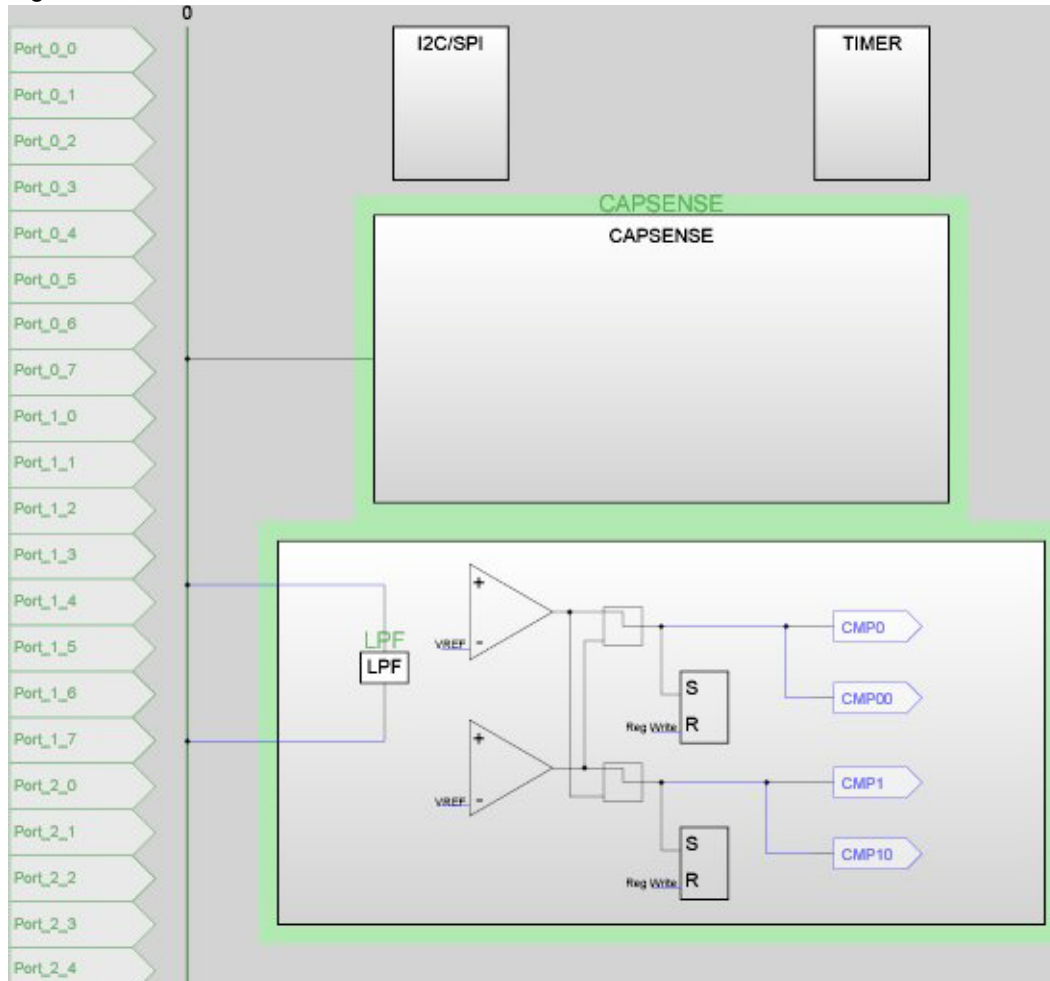 0
Port_0_0
Port_0_1
Port_0_2
Port_0_3
Port_0_4
Port_0_5
Port_0_6
Port_0_7
Port_1_0
Port_1_1
Port_1_2
Port_1_3
Port_1_4
Port_1_5
Port_1_6
Port_1_7
Port_2_0
Port_2_1
Port_2_2
Port_2_3
Port_2_4
I2C/SPI
TIMER
CAPSENSE
CAPSENSE
LPF
LPF
+
VREF -
CMP0
CMP00
S
Reg Write R
+
VREF -
CMP1
CMP10
S
Reg Write R